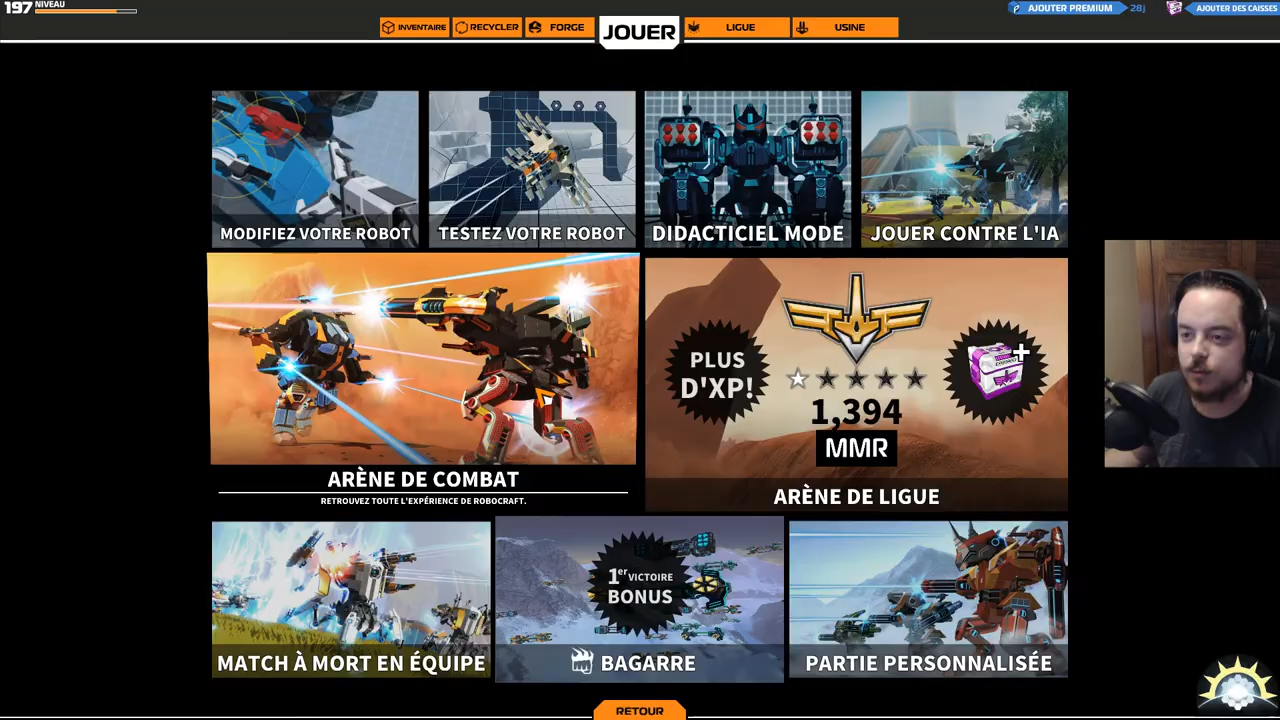 197 NIVEAU
AJOUTER PREMIUM 28j
AJOUTER DES CAISSES
INVENTAIRE
RECYCLER
FORGE
JOUER
LIGUE
USINE
MODIFIEZ VOTRE ROBOT
TESTEZ VOTRE ROBOT
DIDACTICIEL MODE
JOUER CONTRE L'IA
ARÈNE DE COMBAT
RETROUVEZ TOUTE L'EXPÉRIENCE DE ROBOCRAFT.
PLUS
D'XP!
1,394
MMR
ARÈNE DE LIGUE
MATCH À MORT EN ÉQUIPE
1er VICTOIRE
BONUS
BAGARRE
PARTIE PERSONNALISÉE
RETOUR